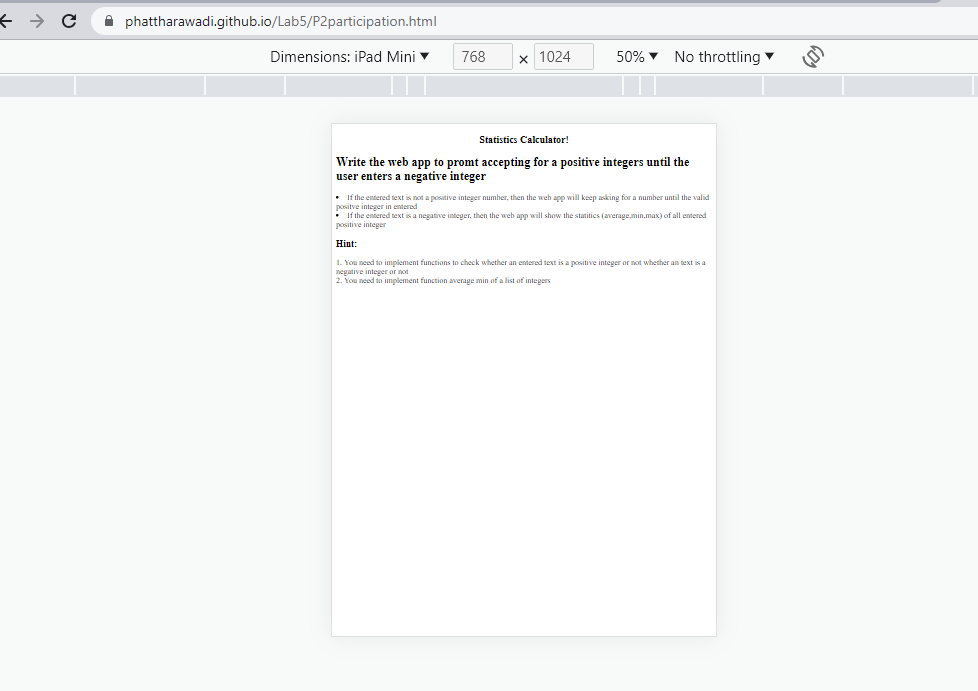 phattharawadi.github.io/Lab5/P2participation.html
Dimensions: iPad Mini ▼ 768 × 1024 50% ▼ No throttling ▼
Statistics Calculator!
Write the web app to promt accepting for a positive integers until the
user enters a negative integer
• If the entered text is not a positive integer number, then the web app will keep asking for a number until the valid
positve integer in entered
• If the entered text is a negative integer, then the web app will show the statitics (average,min,max) of all entered
positive integer
Hint:
1. You need to implement functions to check whether an entered text is a positive integer or not whether an text is a
negative integer or not
2. You need to implement function average min of a list of integers